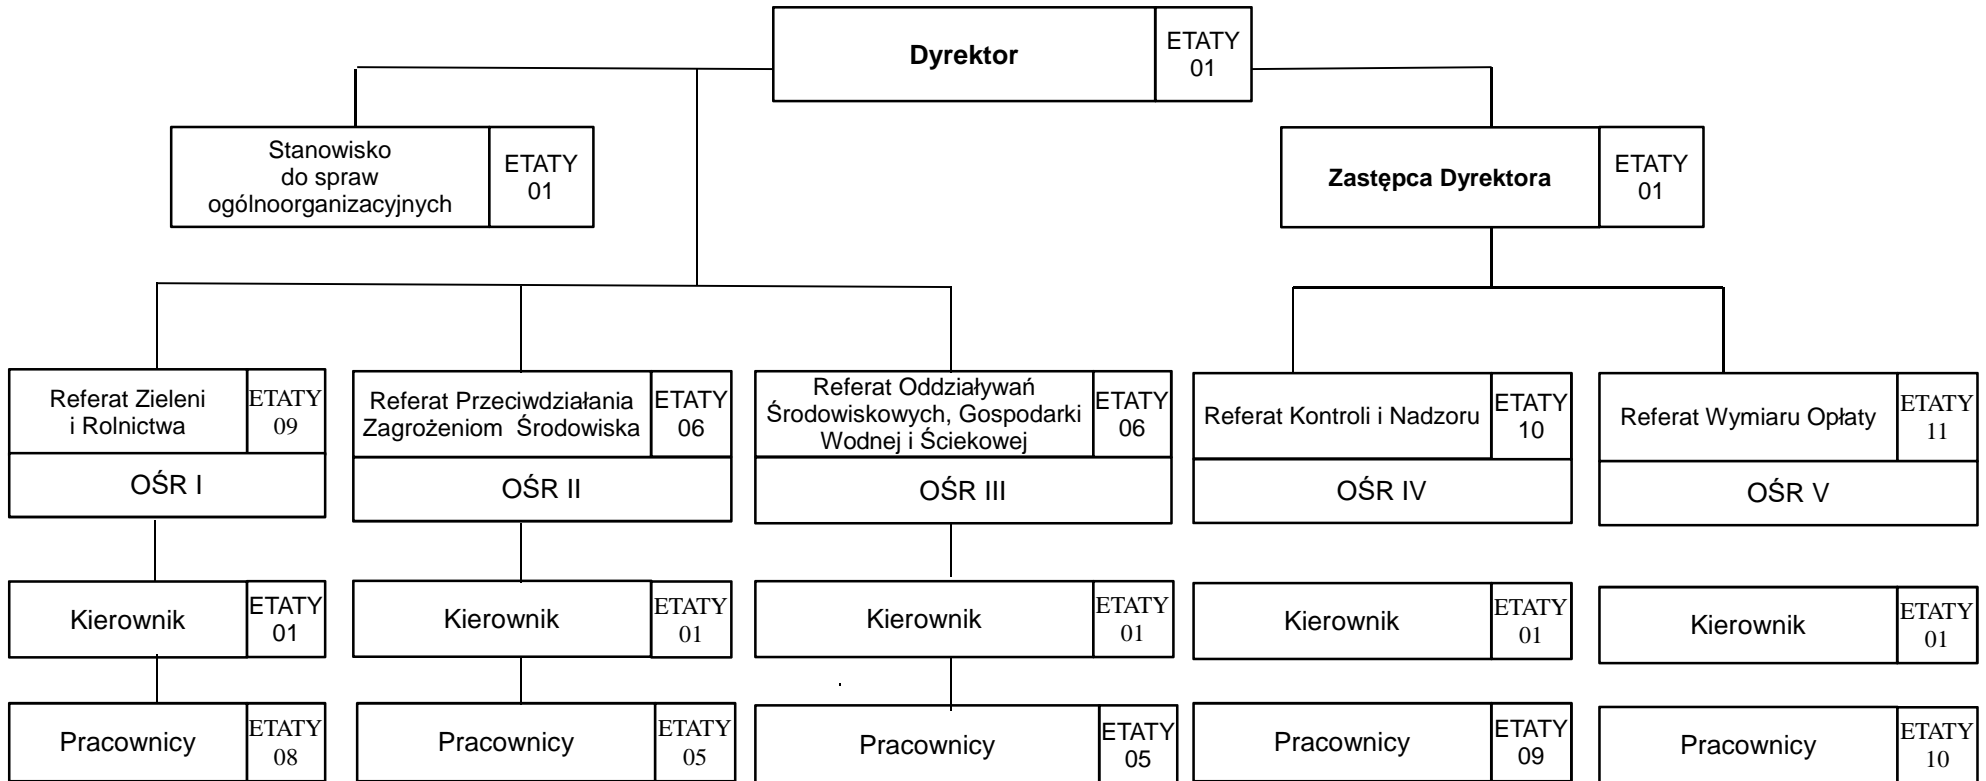 Dyrektor
ETATY
01
Stanowisko
do spraw
ogólnoorganizacyjnych
ETATY
01
Zastępca Dyrektora
ETATY
01
Referat Zieleni
i Rolnictwa
ETATY
09
OŚR I
Referat Przeciwdziałania
Zagrożeniom Środowiska
ETATY
06
OŚR II
Referat Oddziaływań
Środowiskowych, Gospodarki
Wodnej i Ściekowej
ETATY
06
OŚR III
Referat Kontroli i Nadzoru
ETATY
10
OŚR IV
Referat Wymiaru Opłaty
ETATY
11
OŚR V
Kierownik
ETATY
01
Kierownik
ETATY
01
Kierownik
ETATY
01
Kierownik
ETATY
01
Kierownik
ETATY
01
Pracownicy
ETATY
08
Pracownicy
ETATY
05
Pracownicy
ETATY
05
Pracownicy
ETATY
09
Pracownicy
ETATY
10